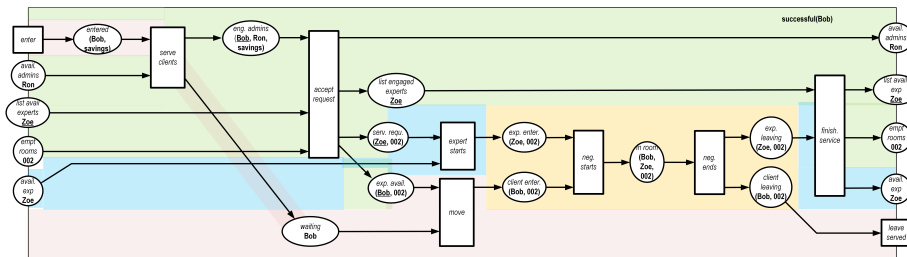 successful(Bob)
enter
entered
(Bob,
savings)
serve
clients
eng. admins
(Bob, Ron,
savings)
avail.
admins
Ron
avail.
admins
Ron
accept
request
list engaged
experts
Zoe
list avail
experts
Zoe
list avail
exp
Zoe
empt
rooms
002
serv. requ.
(Zoe, 002)
expert
starts
exp. enter.
(Zoe, 002)
neg.
starts
in room
(Bob,
Zoe,
002)
neg.
ends
exp.
leaving
(Zoe, 002)
finish.
service
empt
rooms
002
avail.
exp
Zoe
exp. avail.
(Bob, 002)
move
client enter.
(Bob, 002)
client
leaving
(Bob, 002)
avail.
exp
Zoe
waiting
Bob
leave
served